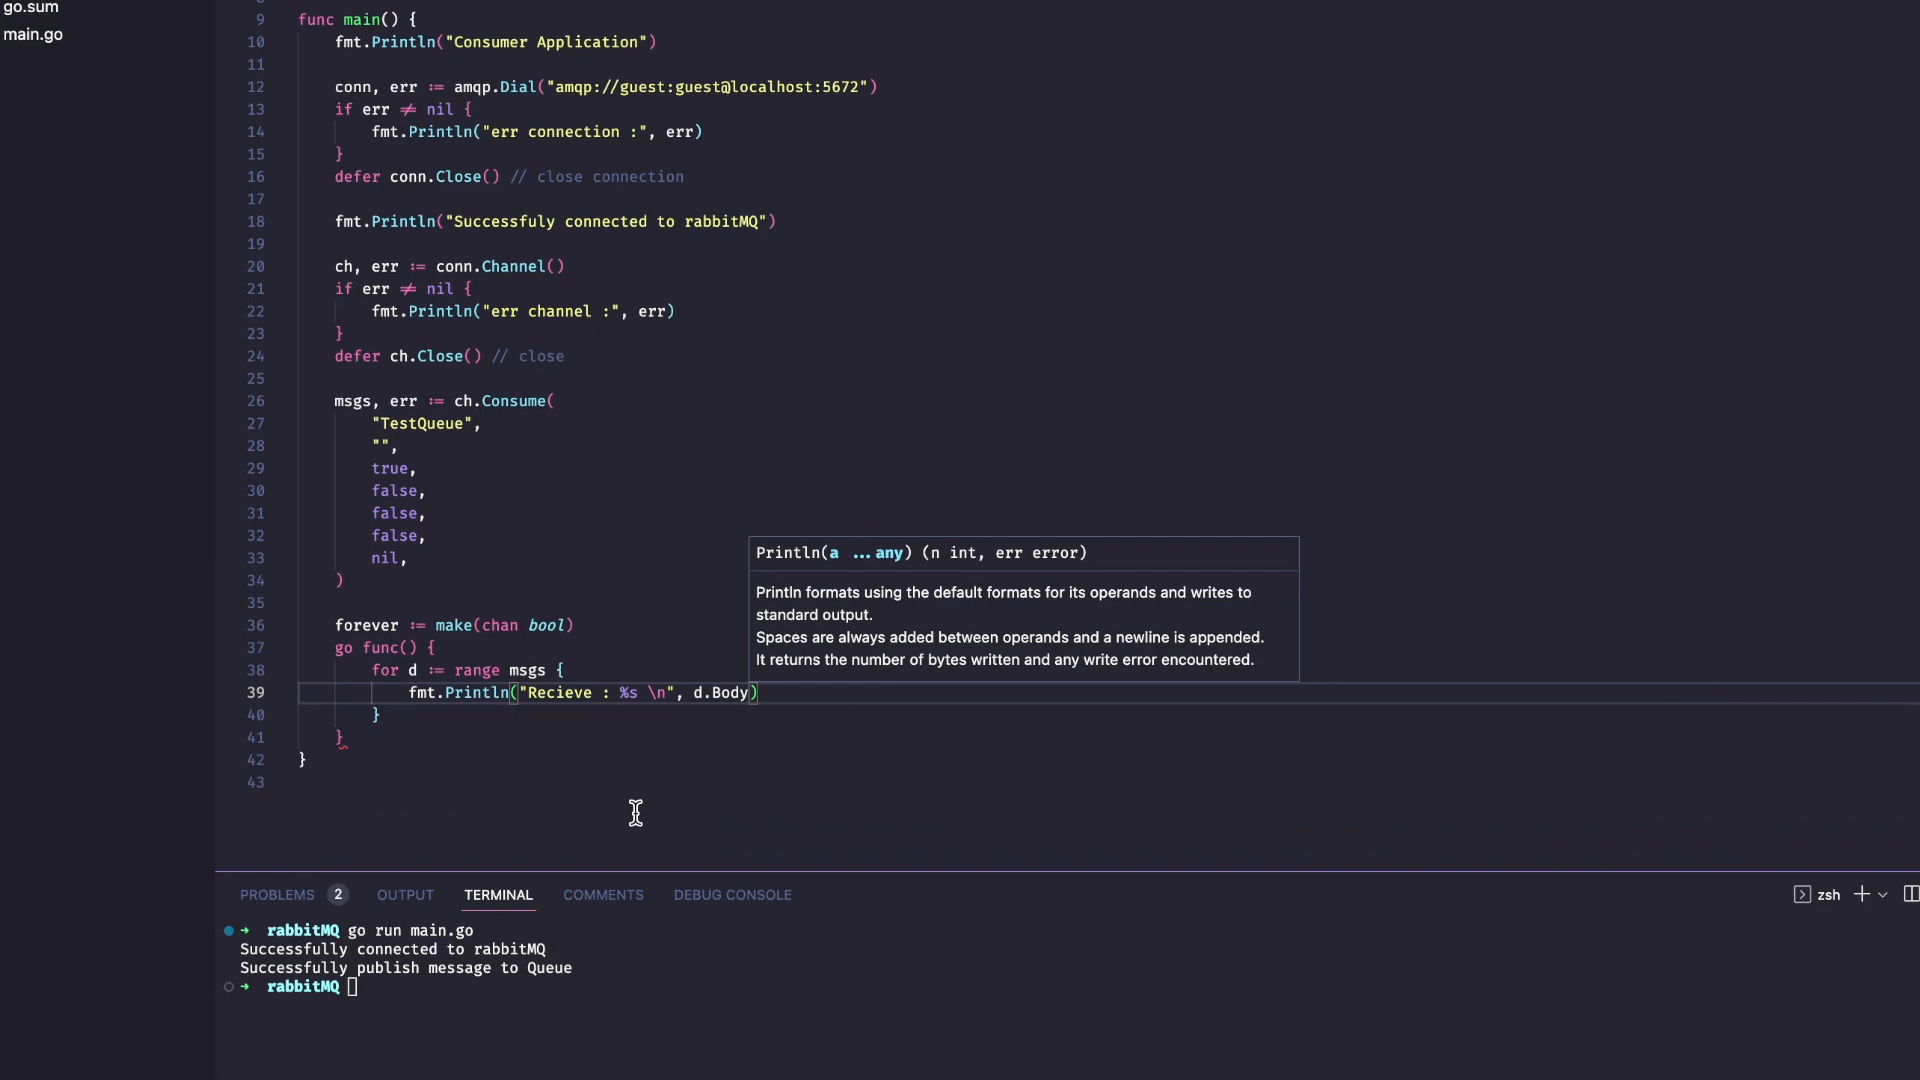 go.sum
main.go
9 func main() {
10 fmt.Println("Consumer Application")
11
12 conn, err := amqp.Dial("amqp://guest:guest@localhost:5672")
13 if err != nil {
14 fmt.Println("err connection :", err)
15 }
16 defer conn.Close() // close connection
17
18 fmt.Println("Successfuly connected to rabbitMQ")
19
20 ch, err := conn.Channel()
21 if err != nil {
22 fmt.Println("err channel :", err)
23 }
24 defer ch.Close() // close
25
26 msgs, err := ch.Consume(
27 "TestQueue",
28 "",
29 true,
30 false,
31 false,
32 false,
33 nil,
34 )
35
36 forever := make(chan bool)
37 go func() {
38 for d := range msgs {
39 fmt.Println("Recieve : %s \n", d.Body)
40 }
41 }
42 }
43
Println(a ...any) (n int, err error)
Println formats using the default formats for its operands and writes to
standard output.
Spaces are always added between operands and a newline is appended.
It returns the number of bytes written and any write error encountered.
PROBLEMS 2 OUTPUT TERMINAL COMMENTS DEBUG CONSOLE zsh
→ rabbitMQ go run main.go
Successfully connected to rabbitMQ
Successfully publish message to Queue
→ rabbitMQ